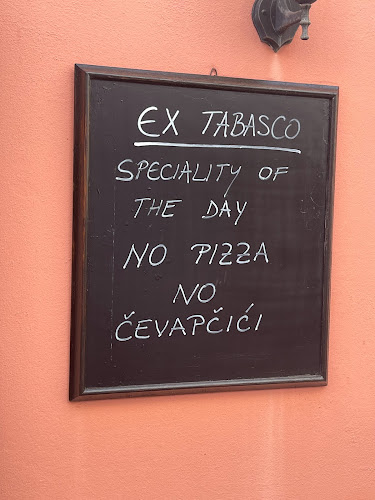 EX TABASCO
SPECIALITY OF
THE DAY
NO PIZZA
NO
ČEVAPČIĆI